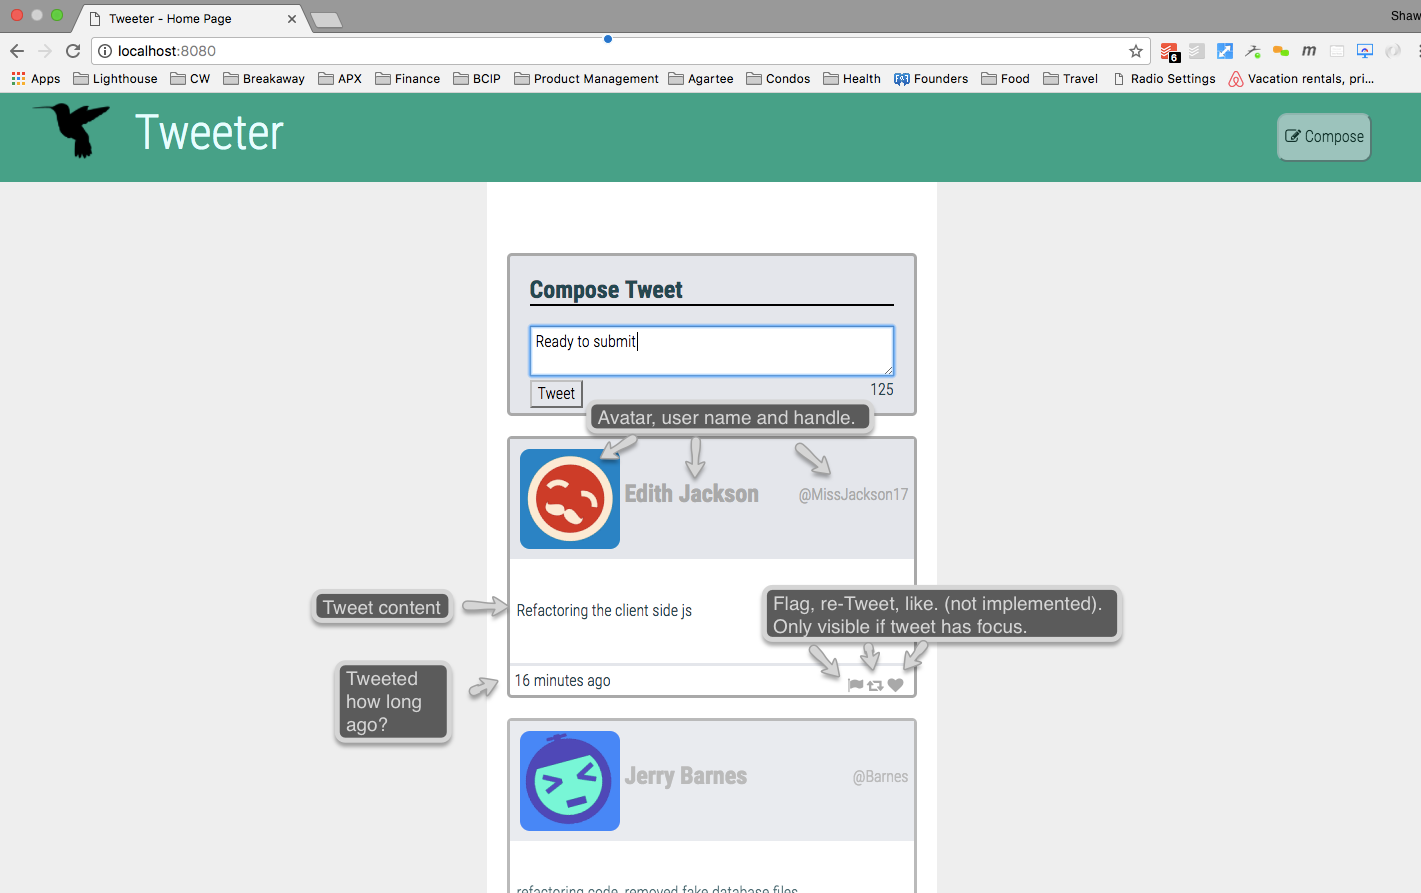 Tweeter - Home Page
Shaw
localhost:8080
6
m
Apps Lighthouse CW Breakaway APX Finance BCIP Product Management Agartee Condos Health Founders Food Travel Radio Settings Vacation rentals, pri...
Tweeter
Compose
Compose Tweet
Ready to submit
Tweet 125
Avatar, user name and handle.
Edith Jackson @MissJackson17
Tweet content
Refactoring the client side js
Flag, re-Tweet, like. (not implemented).
Only visible if tweet has focus.
Tweeted
how long
ago?
16 minutes ago
Jerry Barnes @Barnes
refactoring code, removed fake database files